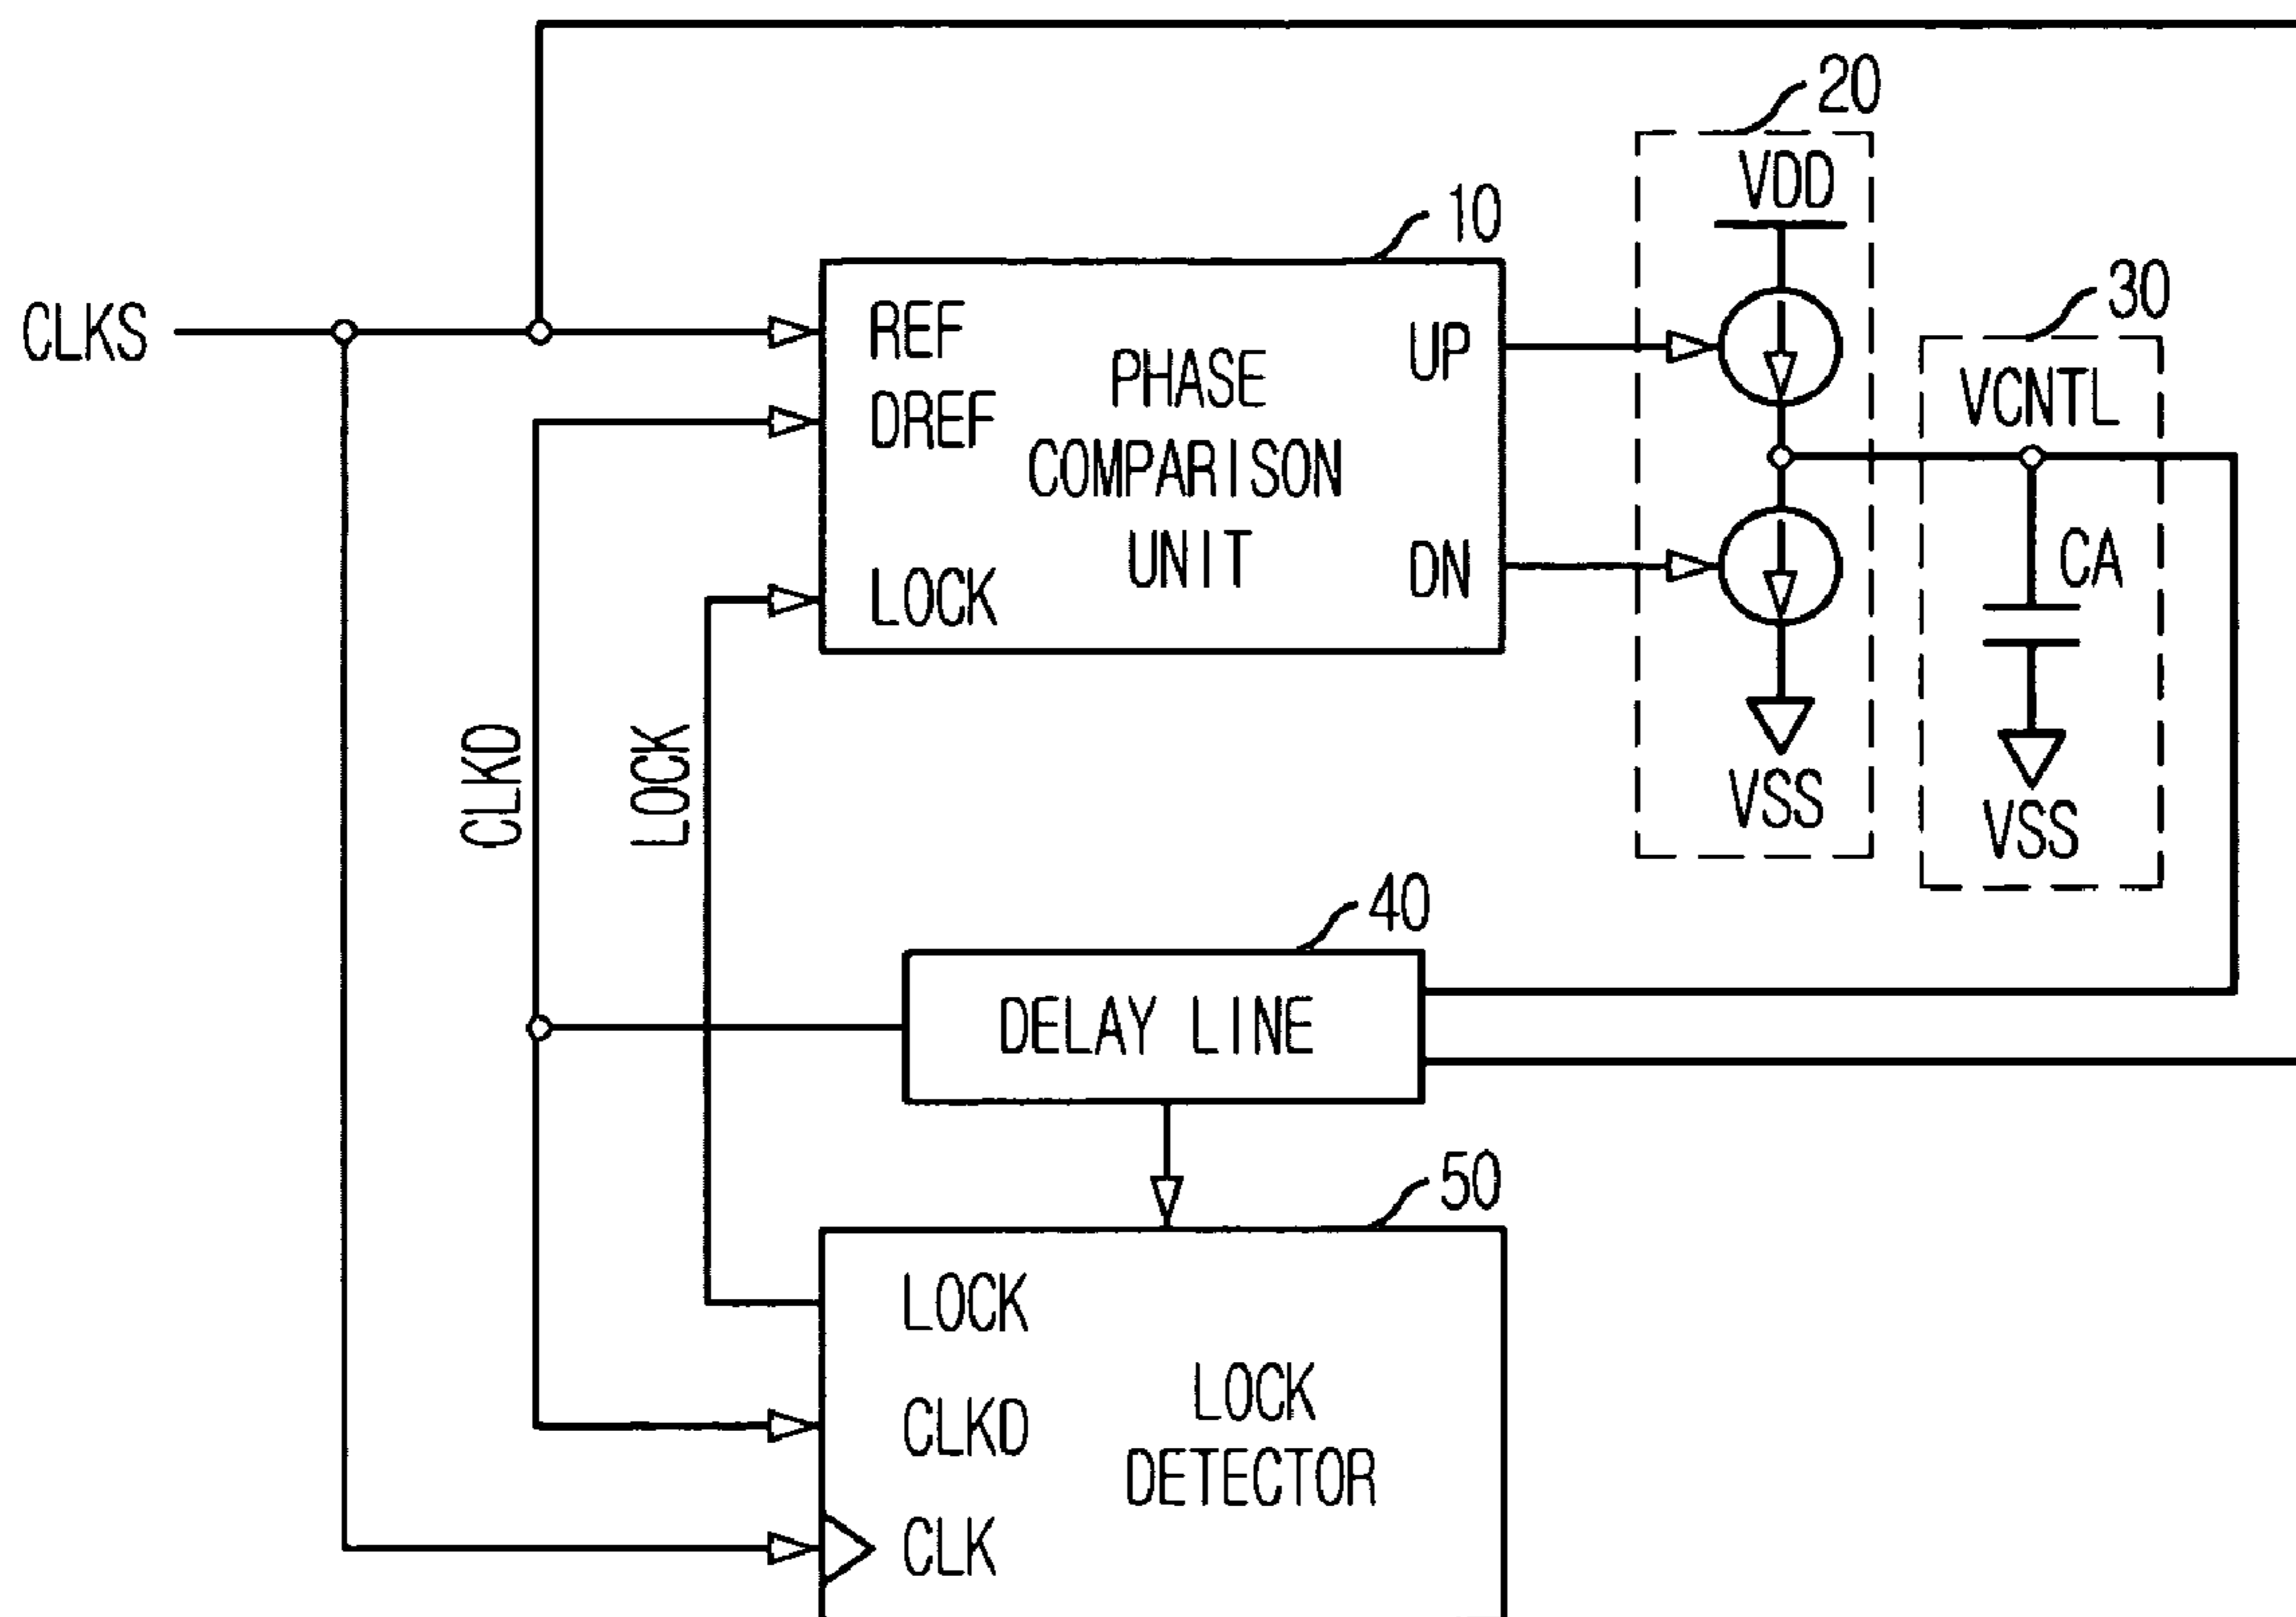 20
VDD
10
30
CLKS
REF
UP
PHASE
VCNTL
DREF
COMPARISON
UNIT
DN
CA
LOCK
CLKD
LOCK
VSS
VSS
40
DELAY LINE
50
LOCK
LOCK
CLKD
DETECTOR
CLK